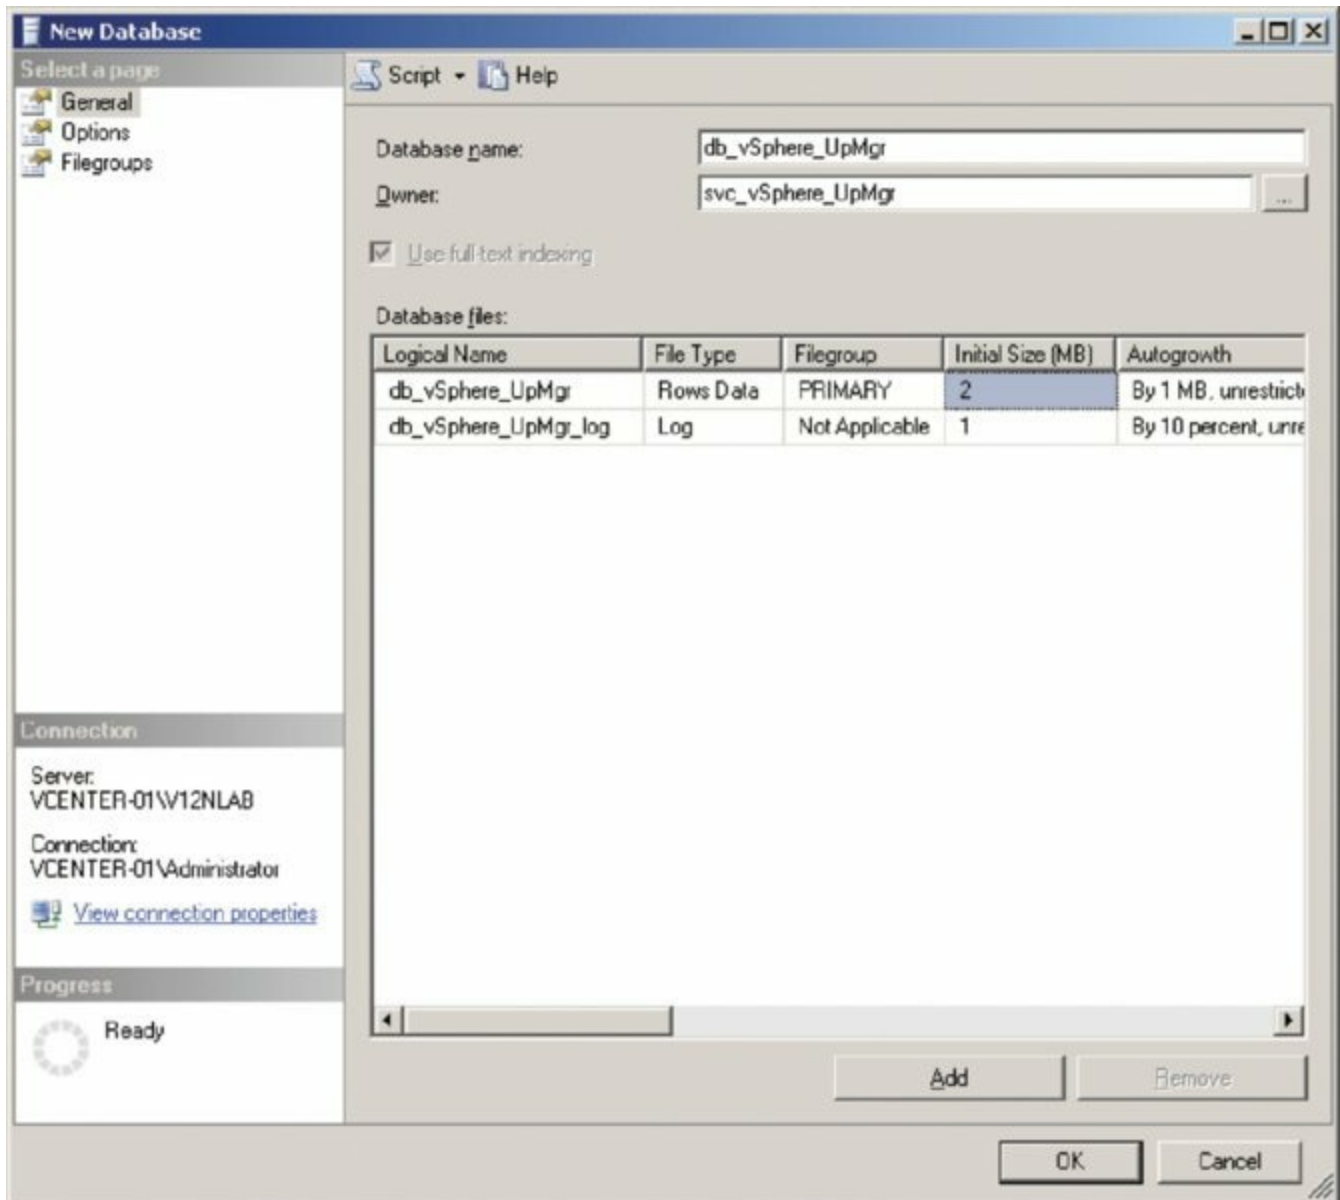 New Database
Select a page
General
Options
Filegroups
Script
Help
Database name:
db_vSphere_UpMgr
Owner:
svc_vSphere_UpMgr
...
Use full-text indexing
Database files:
Logical Name File Type Filegroup Initial Size (MB) Autogrowth
db_vSphere_UpMgr Rows Data PRIMARY 2 By 1 MB, unrestricte
db_vSphere_UpMgr_log Log Not Applicable 1 By 10 percent, unre
Connection
Server:
VCENTER-01\V12NLAB
Connection:
VCENTER-01\Administrator
View connection properties
Progress
Ready
Add
Remove
OK
Cancel